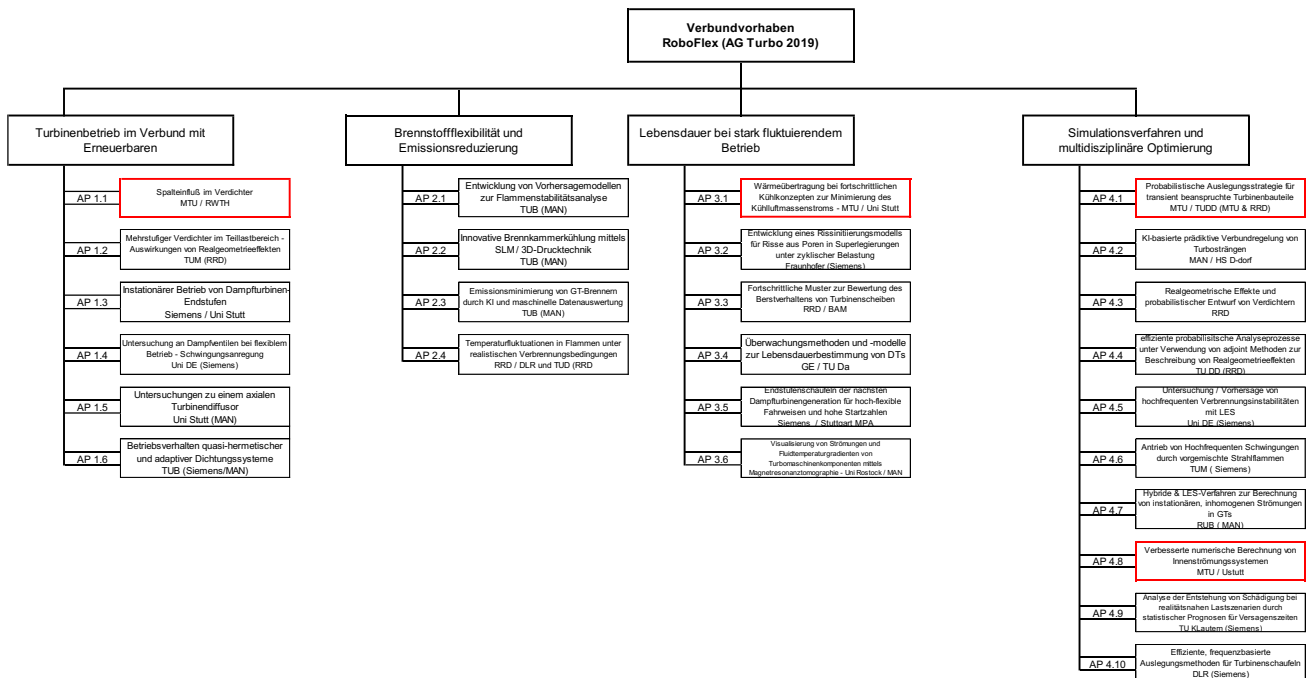 Verbundvorhaben
RoboFlex (AG Turbo 2019)
Turbinenbetrieb im Verbund mit
Erneuerbaren
AP 1.1
Spalteinfluß im Verdichter
MTU / RWTH
AP 1.2
Mehrstufiger Verdichter im Teillastbereich -
Auswirkungen von Realgeometrieeffekten
TUM (RRD)
AP 1.3
Instationärer Betrieb von Dampfturbinen-
Endstufen
Siemens / Uni Stutt
AP 1.4
Untersuchung an Dampfventilen bei flexiblem
Betrieb - Schwingungsanregung
Uni DE (Siemens)
AP 1.5
Untersuchungen zu einem axialen
Turbinendiffusor
Uni Stutt (MAN)
AP 1.6
Betriebsverhalten quasi-hermetischer
und adaptiver Dichtungssysteme
TUB (Siemens/MAN)
Brennstoffflexibilität und
Emissionsreduzierung
AP 2.1
Entwicklung von Vorhersagemodellen
zur Flammenstabilitätsanalyse
TUB (MAN)
AP 2.2
Innovative Brennkammerkühlung mittels
SLM / 3D-Drucktechnik
TUB (MAN)
AP 2.3
Emissionsminimierung von GT-Brennern
durch KI und maschinelle Datenauswertung
TUB (MAN)
AP 2.4
Temperaturfluktuationen in Flammen unter
realistischen Verbrennungsbedingungen
RRD / DLR und TUD (RRD
Lebensdauer bei stark fluktuierendem
Betrieb
AP 3.1
Wärmeübertragung bei fortschrittlichen
Kühlkonzepten zur Minimierung des
Kühlluftmassenstroms - MTU / Uni Stutt
AP 3.2
Entwicklung eines Rissinitiierungsmodells
für Risse aus Poren in Superlegierungen
unter zyklischer Belastung
Fraunhofer (Siemens)
AP 3.3
Fortschrittliche Muster zur Bewertung des
Berstverhaltens von Turbinenscheiben
RRD / BAM
AP 3.4
Überwachungsmethoden und -modelle
zur Lebensdauerbestimmung von DTs
GE / TU Da
AP 3.5
Endstufenschaufeln der nächsten
Dampfturbinengeneration für hoch-flexible
Fahrweisen und hohe Startzahlen
Siemens / Stuttgart MPA
AP 3.6
Visualisierung von Strömungen und
Fluidtemperaturgradienten von
Turbomaschinenkomponenten mittels
Magnetresonanztomographie - Uni Rostock / MAN
Simulationsverfahren und
multidisziplinäre Optimierung
AP 4.1
Probabilistische Auslegungsstrategie für
transient beanspruchte Turbinenbauteile
MTU / TUDD (MTU & RRD)
AP 4.2
KI-basierte prädiktive Verbundregelung von
Turbosträngen
MAN / HS D-dorf
AP 4.3
Realgeometrische Effekte und
probabilistischer Entwurf von Verdichtern
RRD
AP 4.4
effiziente probabilisitsche Analyseprozesse
unter Verwendung von adjoint Methoden zur
Beschreibung von Realgeometrieeffekten
TU DD (RRD)
AP 4.5
Untersuchung / Vorhersage von
hochfrequenten Verbrennungsinstabilitäten
mit LES
Uni DE (Siemens)
AP 4.6
Antrieb von Hochfrequenten Schwingungen
durch vorgemischte Strahlflammen
TUM ( Siemens)
AP 4.7
Hybride & LES-Verfahren zur Berechnung
von instationären, inhomogenen Strömungen
in GTs
RUB ( MAN)
AP 4.8
Verbesserte numerische Berechnung von
Innenströmungssystemen
MTU / Ustutt
AP 4.9
Analyse der Entstehung von Schädigung bei
realitätsnahen Lastszenarien durch
statistischer Prognosen für Versagenszeiten
TU KLautern (Siemens)
AP 4.10
Effiziente, frequenzbasierte
Auslegungsmethoden für Turbinenschaufeln
DLR (Siemens)